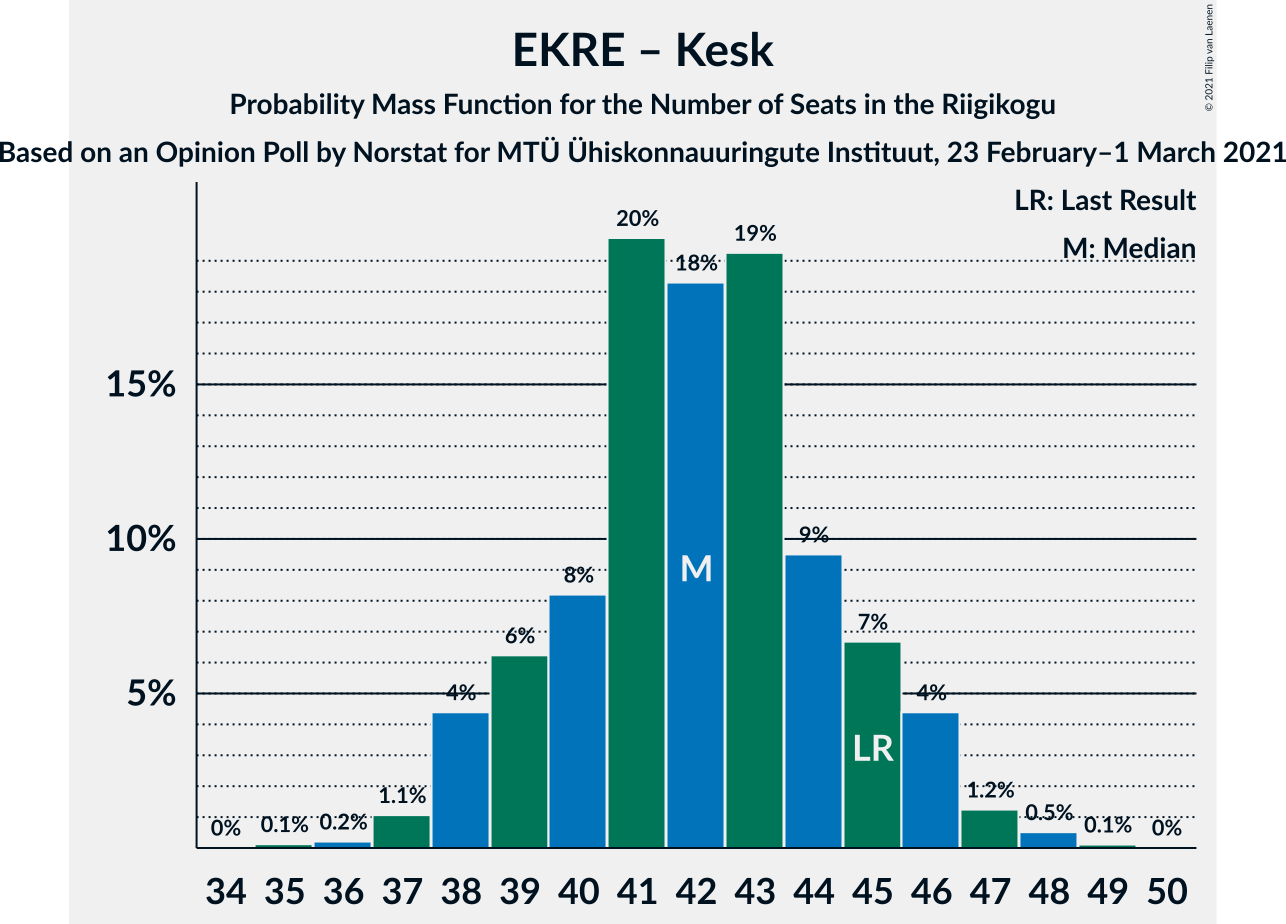 EKRE – Kesk
Probability Mass Function for the Number of Seats in the Riigikogu
Based on an Opinion Poll by Norstat for MTÜ Ühiskonnauuringute Instituut, 23 February–1 March 2021
© 2021 Filip van Laenen
LR: Last Result
M: Median
20%
19%
18%
15%
10%
9%
8%
M
7%
6%
5%
4%
4%
LR
1.1%
1.2%
0.5%
0%
0.1%
0.2%
0.1%
0%
34 35 36 37 38 39 40 41 42 43 44 45 46 47 48 49 50